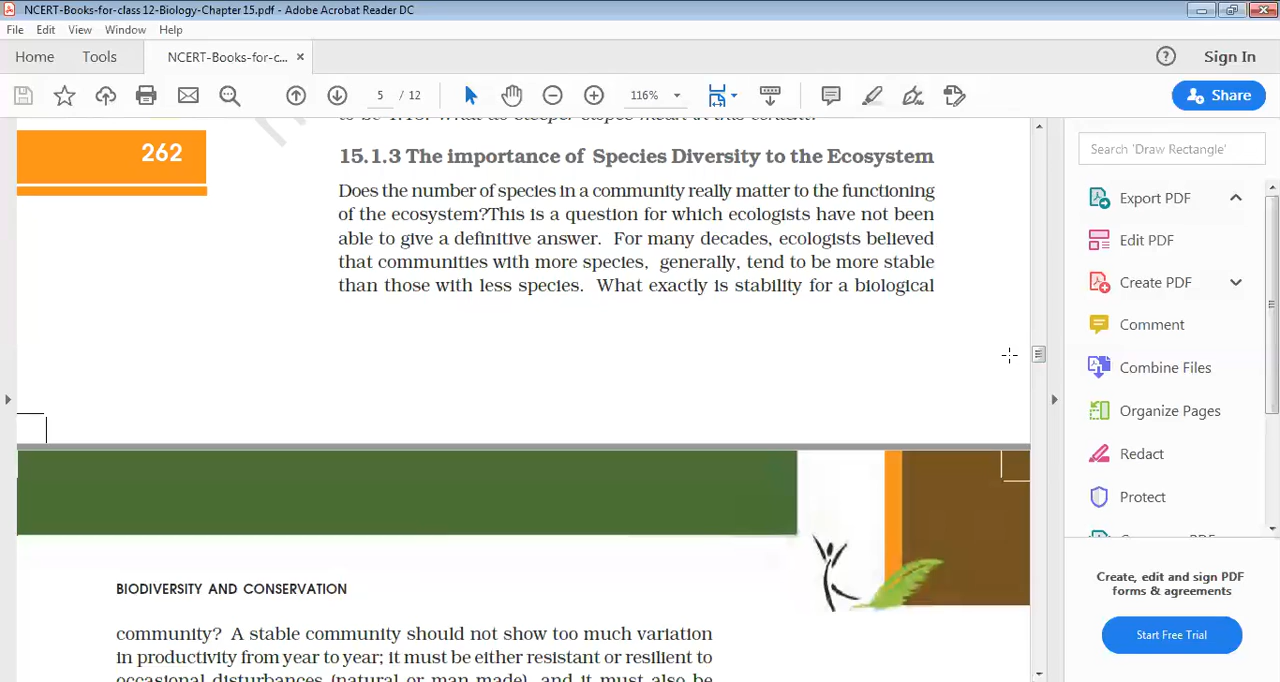 NCERT-Books-for-class 12-Biology-Chapter 15.pdf - Adobe Acrobat Reader DC
File Edit View Window Help
Home Tools NCERT-Books-for-c... × Sign In
5 / 12 116% Share
to be 1.15. What do steeper slopes mean in this context?
262
15.1.3 The importance of Species Diversity to the Ecosystem
Does the number of species in a community really matter to the functioning
of the ecosystem?This is a question for which ecologists have not been
able to give a definitive answer. For many decades, ecologists believed
that communities with more species, generally, tend to be more stable
than those with less species. What exactly is stability for a biological
BIODIVERSITY AND CONSERVATION
community? A stable community should not show too much variation
in productivity from year to year; it must be either resistant or resilient to
occasional disturbances (natural or man made), and it must also be
Search 'Draw Rectangle'
Export PDF
Edit PDF
Create PDF
Comment
Combine Files
Organize Pages
Redact
Protect
Create, edit and sign PDF
forms & agreements
Start Free Trial